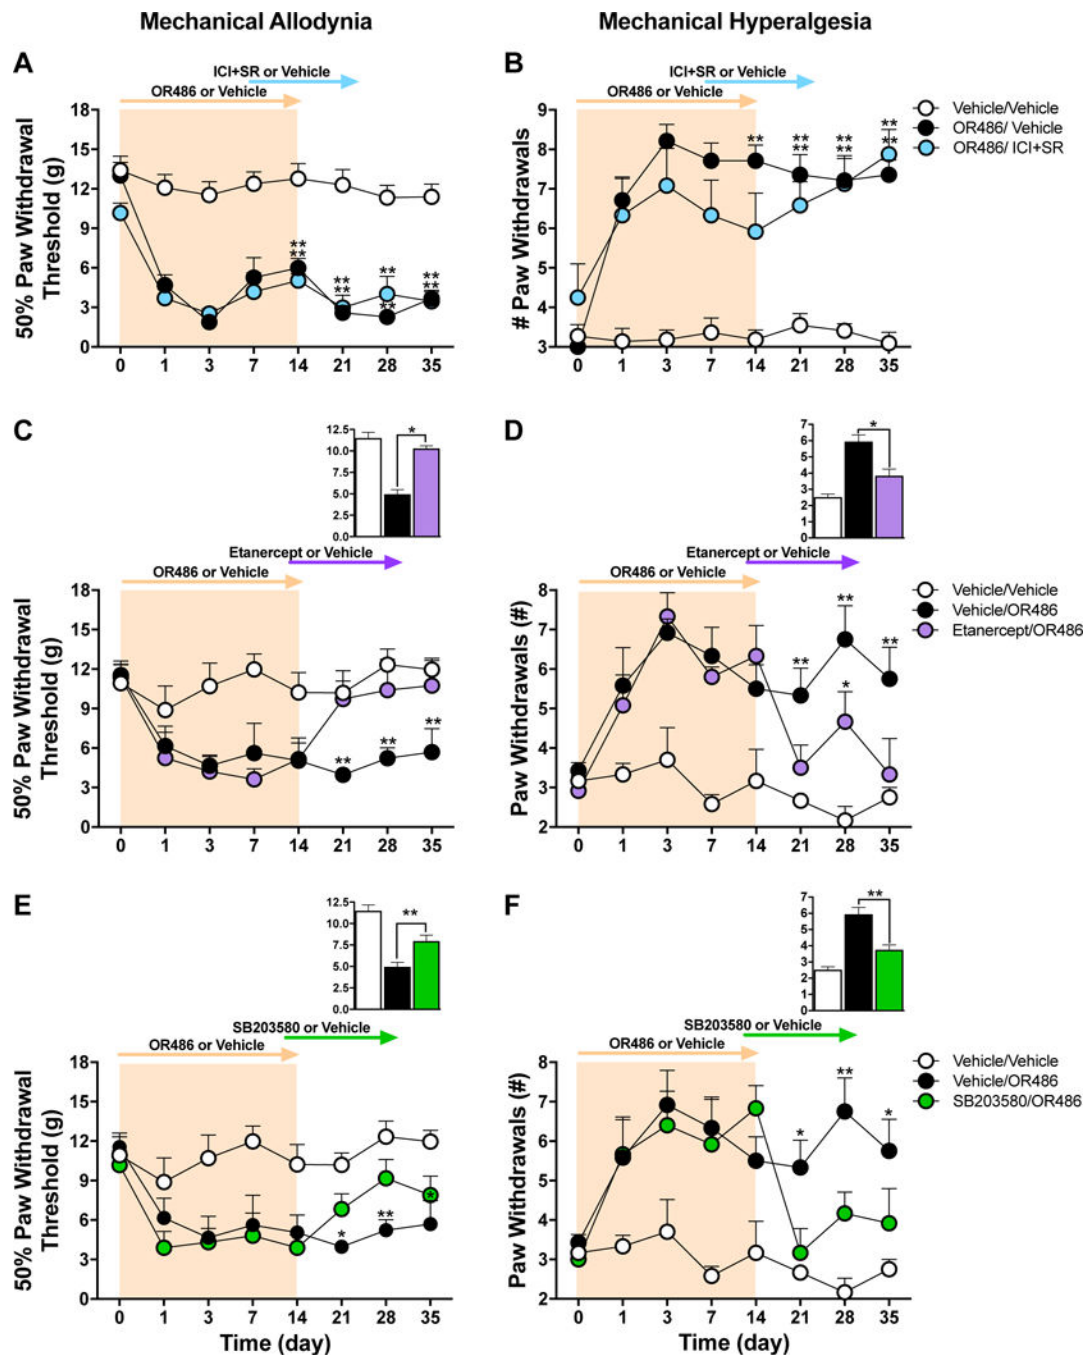 Mechanical Allodynia
Mechanical Hyperalgesia
A
ICI+SR or Vehicle
OR486 or Vehicle
50% Paw Withdrawal
Threshold (g)
18
15
12
9
6
3
0
**
**
**
**
**
**
**
**
0 1 3 7 14 21 28 35
B
ICI+SR or Vehicle
OR486 or Vehicle
# Paw Withdrawals
9
8
7
6
5
4
3
**
**
**
**
**
**
**
0 1 3 7 14 21 28 35
Vehicle/Vehicle
OR486/ Vehicle
OR486/ ICI+SR
C
12.5
10.0
7.5
5.0
2.5
0.0
*
Etanercept or Vehicle
OR486 or Vehicle
50% Paw Withdrawal
Threshold (g)
18
15
12
9
6
3
0
** ** **
0 1 3 7 14 21 28 35
D
7
6
5
4
3
2
1
0
*
Etanercept or Vehicle
OR486 or Vehicle
Paw Withdrawals (#)
8
7
6
5
4
3
2
**
**
*
**
0 1 3 7 14 21 28 35
Vehicle/Vehicle
Vehicle/OR486
Etanercept/OR486
E
12.5
10.0
7.5
5.0
2.5
0.0
**
SB203580 or Vehicle
OR486 or Vehicle
50% Paw Withdrawal
Threshold (g)
18
15
12
9
6
3
0
* ** *
0 1 3 7 14 21 28 35
Time (day)
F
7
6
5
4
3
2
1
0
**
SB203580 or Vehicle
OR486 or Vehicle
Paw Withdrawals (#)
8
7
6
5
4
3
2
* ** *
0 1 3 7 14 21 28 35
Time (day)
Vehicle/Vehicle
Vehicle/OR486
SB203580/OR486